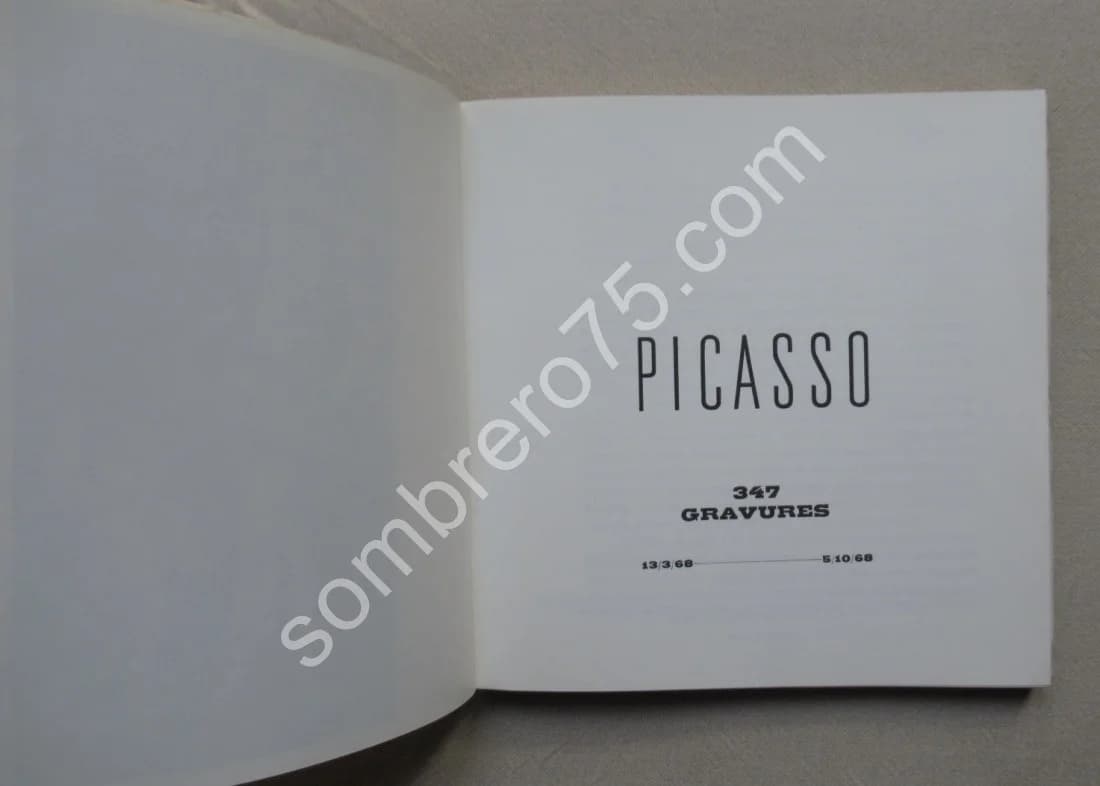 PICASSO
347
GRAVURES
13/3/68 5/10/68
sombrero75.com